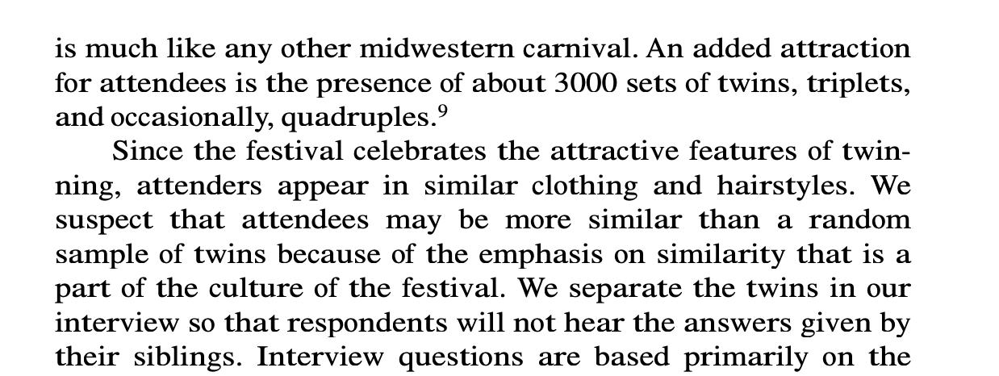 is much like any other midwestern carnival. An added attraction
for attendees is the presence of about 3000 sets of twins, triplets,
and occasionally, quadruples.⁹
Since the festival celebrates the attractive features of twin-
ning, attenders appear in similar clothing and hairstyles. We
suspect that attendees may be more similar than a random
sample of twins because of the emphasis on similarity that is a
part of the culture of the festival. We separate the twins in our
interview so that respondents will not hear the answers given by
their siblings. Interview questions are based primarily on the